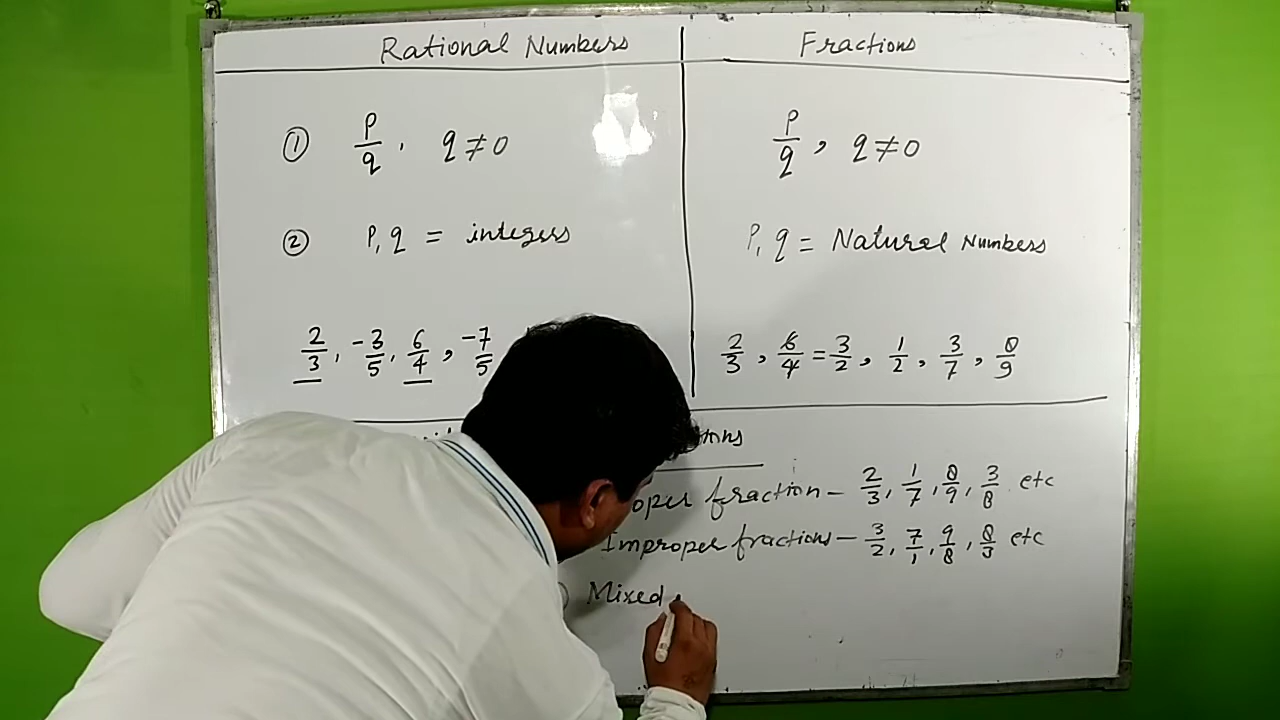 Rational Numbers
Fractions
① P/q, q≠0
P/q, q≠0
② P, q = integers
P, q = Natural Numbers
2/3, -3/5, 6/4, -7/5
2/3, 6/4 = 3/2, 1/2, 3/7, 8/9
fraction – 2/3, 1/7, 8/9, 3/8 etc
Improper fractions – 3/2, 7/1, 9/8, 8/3 etc
Mixed